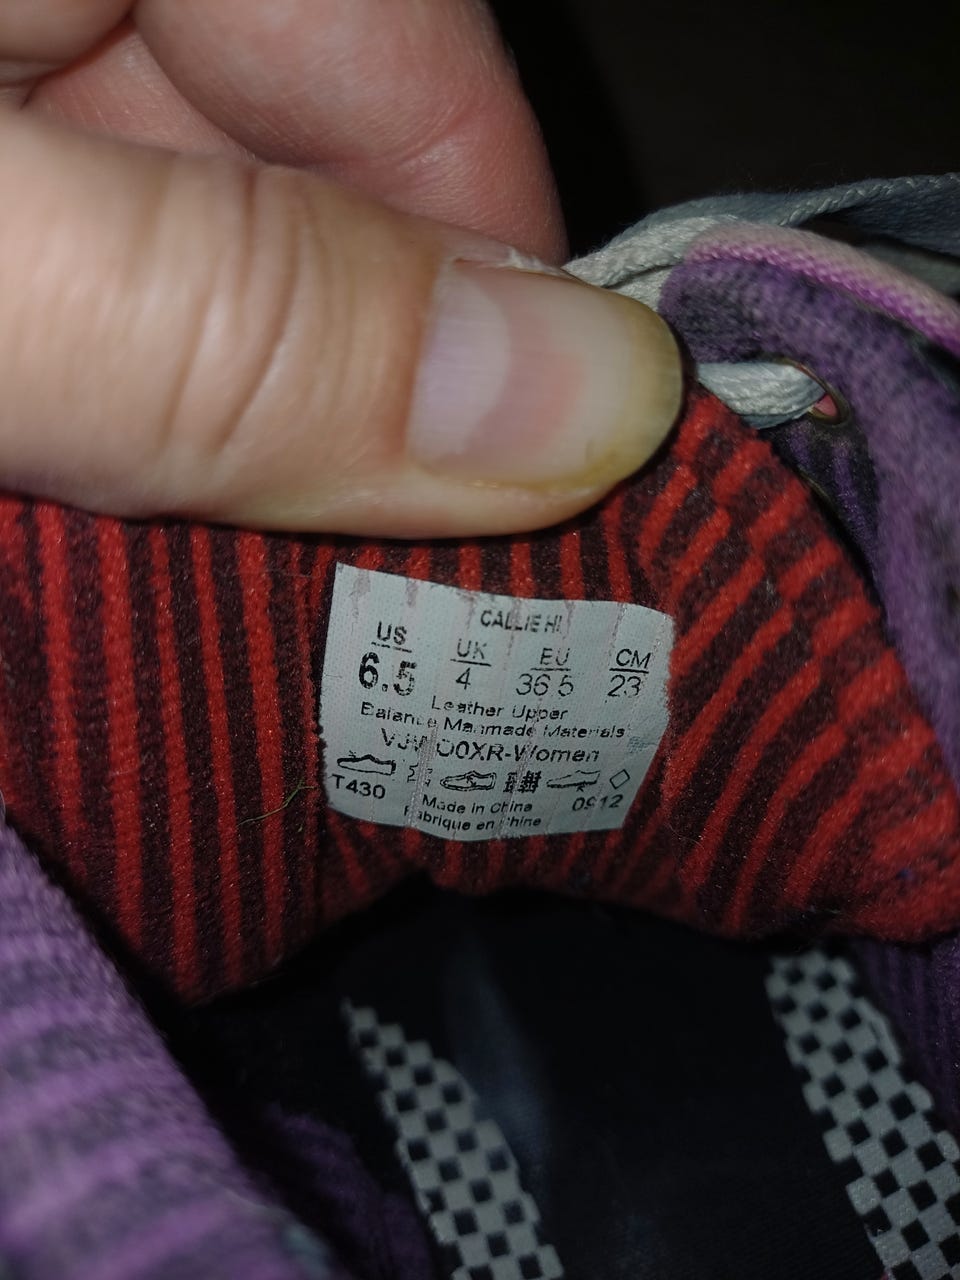 CALLIE HI
US UK EU CM
6.5 4 36 5 23
Leather Upper
Balance Manmade Materials
O0XR-Women
T430 Made in China 0912
Fabrique en Chine